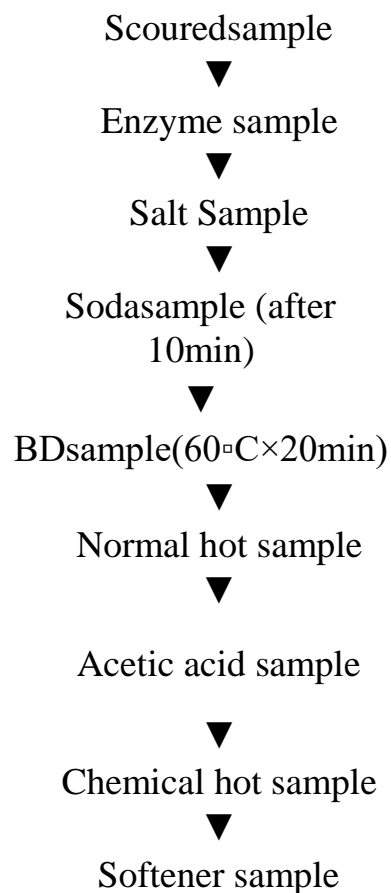 Scouredsample
▼
Enzyme sample
▼
Salt Sample
▼
Sodasample (after
10min)
▼
BDsample(60▫C×20min)
▼
Normal hot sample
▼
Acetic acid sample
▼
Chemical hot sample
▼
Softener sample